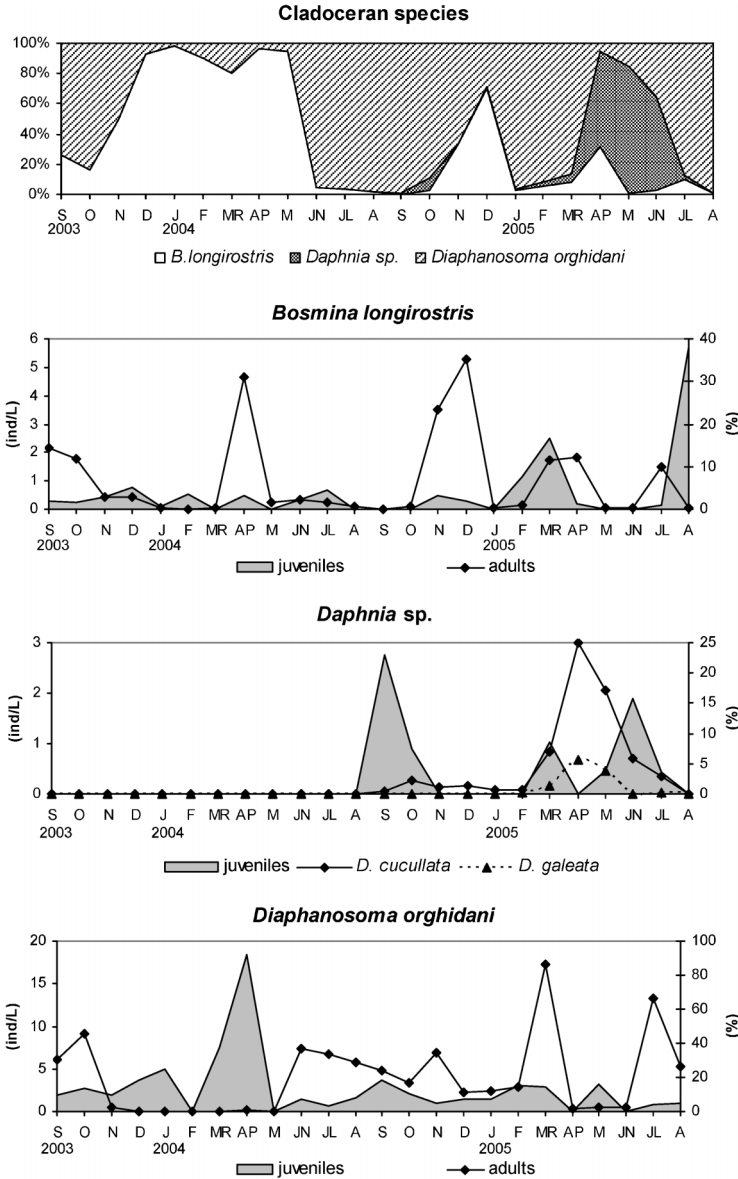 Cladoceran species
100%
80%
60%
40%
20%
0%
S O N D J F MR AP M JN JL A S O N D J F MR AP M JN JL A
2003 2004 2005
B.longirostris Daphnia sp. Diaphanosoma orghidani
Bosmina longirostris
6 40
5
4 30
3 20
2
1 10
0 0
(ind/L) (%)
S O N D J F MR AP M JN JL A S O N D J F MR AP M JN JL A
2003 2004 2005
juveniles adults
Daphnia sp.
3 25
20
2 15
1 10
5
0 0
(ind/L) (%)
S O N D J F MR AP M JN JL A S O N D J F MR AP M JN JL A
2003 2004 2005
juveniles D. cucullata D. galeata
Diaphanosoma orghidani
20 100
15 80
60
10 40
5 20
0 0
(ind/L) (%)
S O N D J F MR AP M JN JL A S O N D J F MR AP M JN JL A
2003 2004 2005
juveniles adults